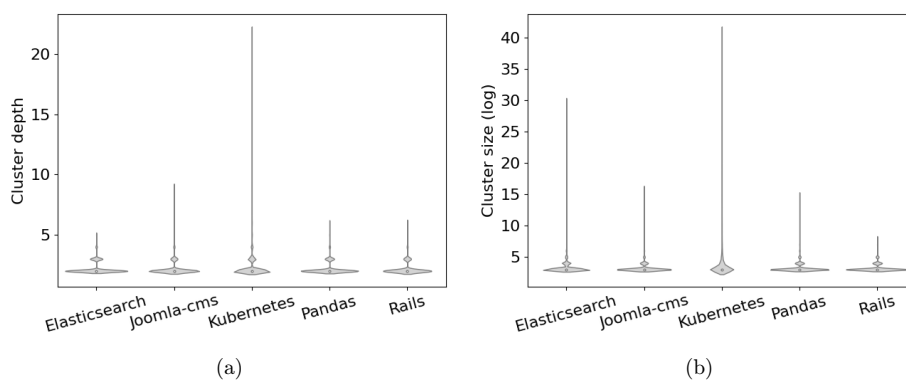 Cluster depth
20
15
10
5
Elasticsearch
Joomla-cms
Kubernetes
Pandas
Rails
(a)
Cluster size (log)
40
35
30
25
20
15
10
5
Elasticsearch
Joomla-cms
Kubernetes
Pandas
Rails
(b)